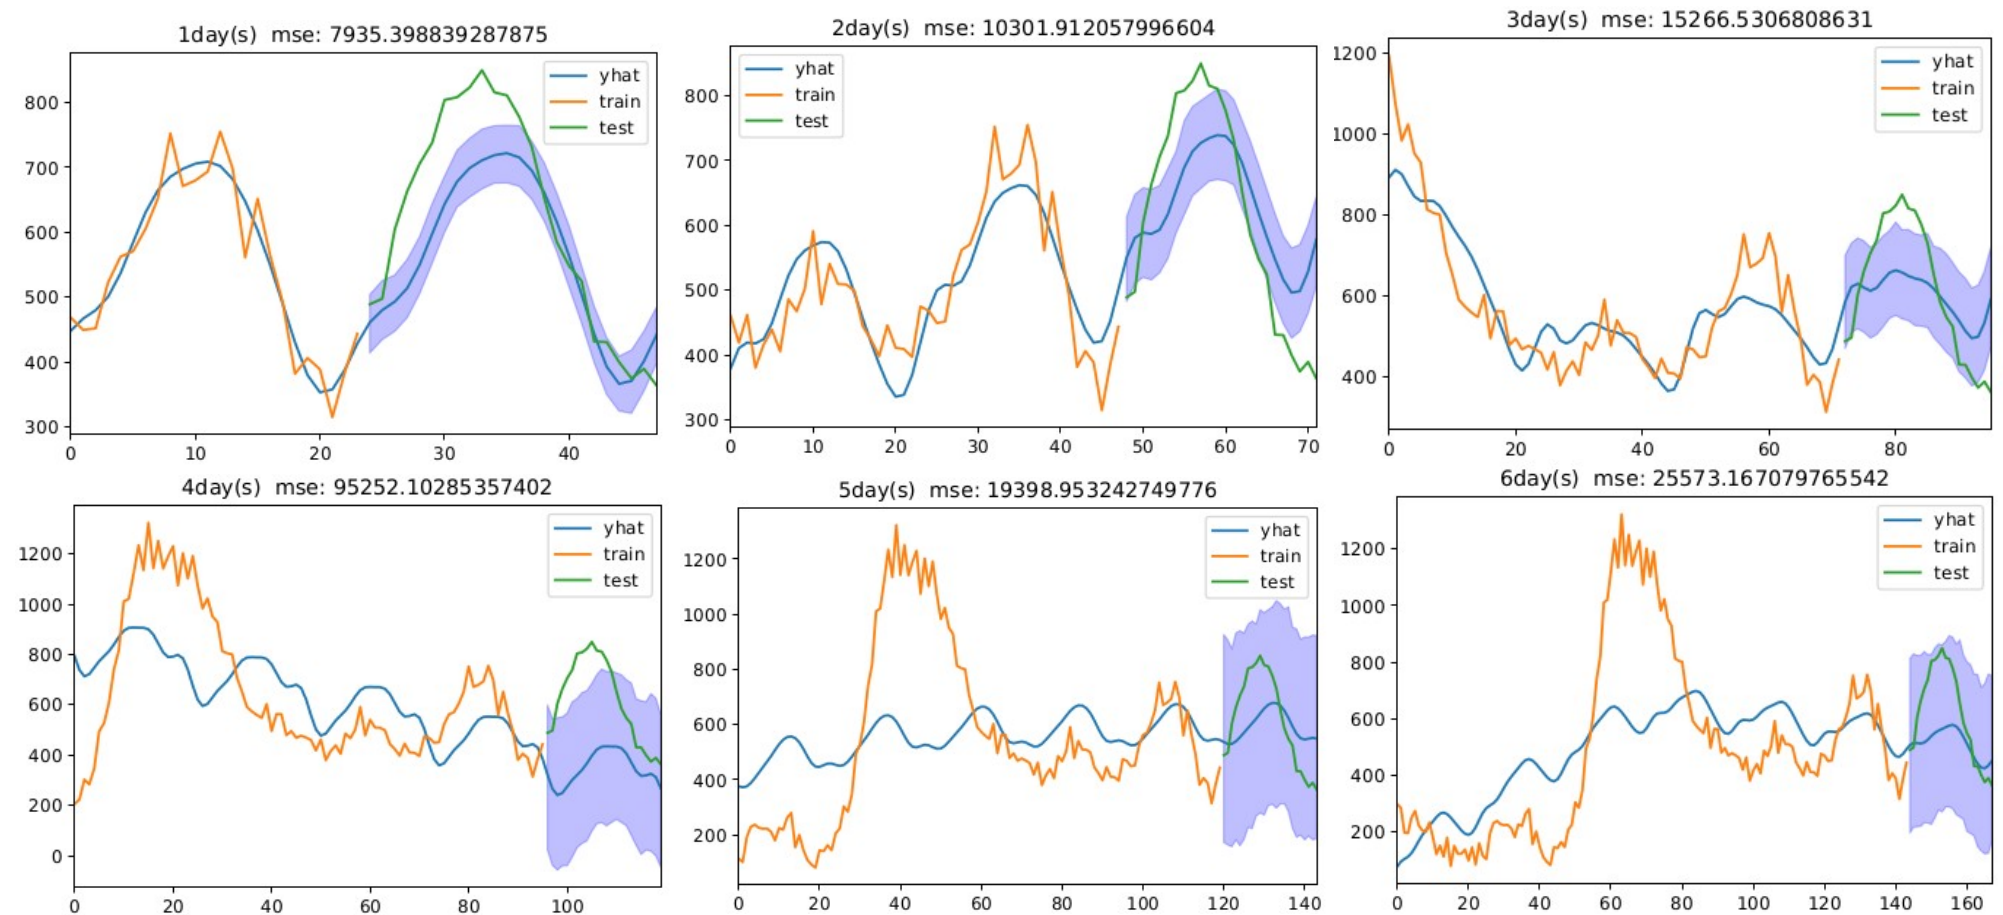 1day(s) mse: 7935.398839287875
800
700
600
500
400
300
0 10 20 30 40
yhat
train
test
2day(s) mse: 10301.912057996604
800
700
600
500
400
300
0 10 20 30 40 50 60 70
yhat
train
test
3day(s) mse: 15266.5306808631
1200
1000
800
600
400
0 20 40 60 80
yhat
train
test
4day(s) mse: 95252.10285357402
1200
1000
800
600
400
200
0
0 20 40 60 80 100
yhat
train
test
5day(s) mse: 19398.953242749776
1200
1000
800
600
400
200
0 20 40 60 80 100 120 140
yhat
train
test
6day(s) mse: 25573.167079765542
1200
1000
800
600
400
200
0 20 40 60 80 100 120 140 160
yhat
train
test